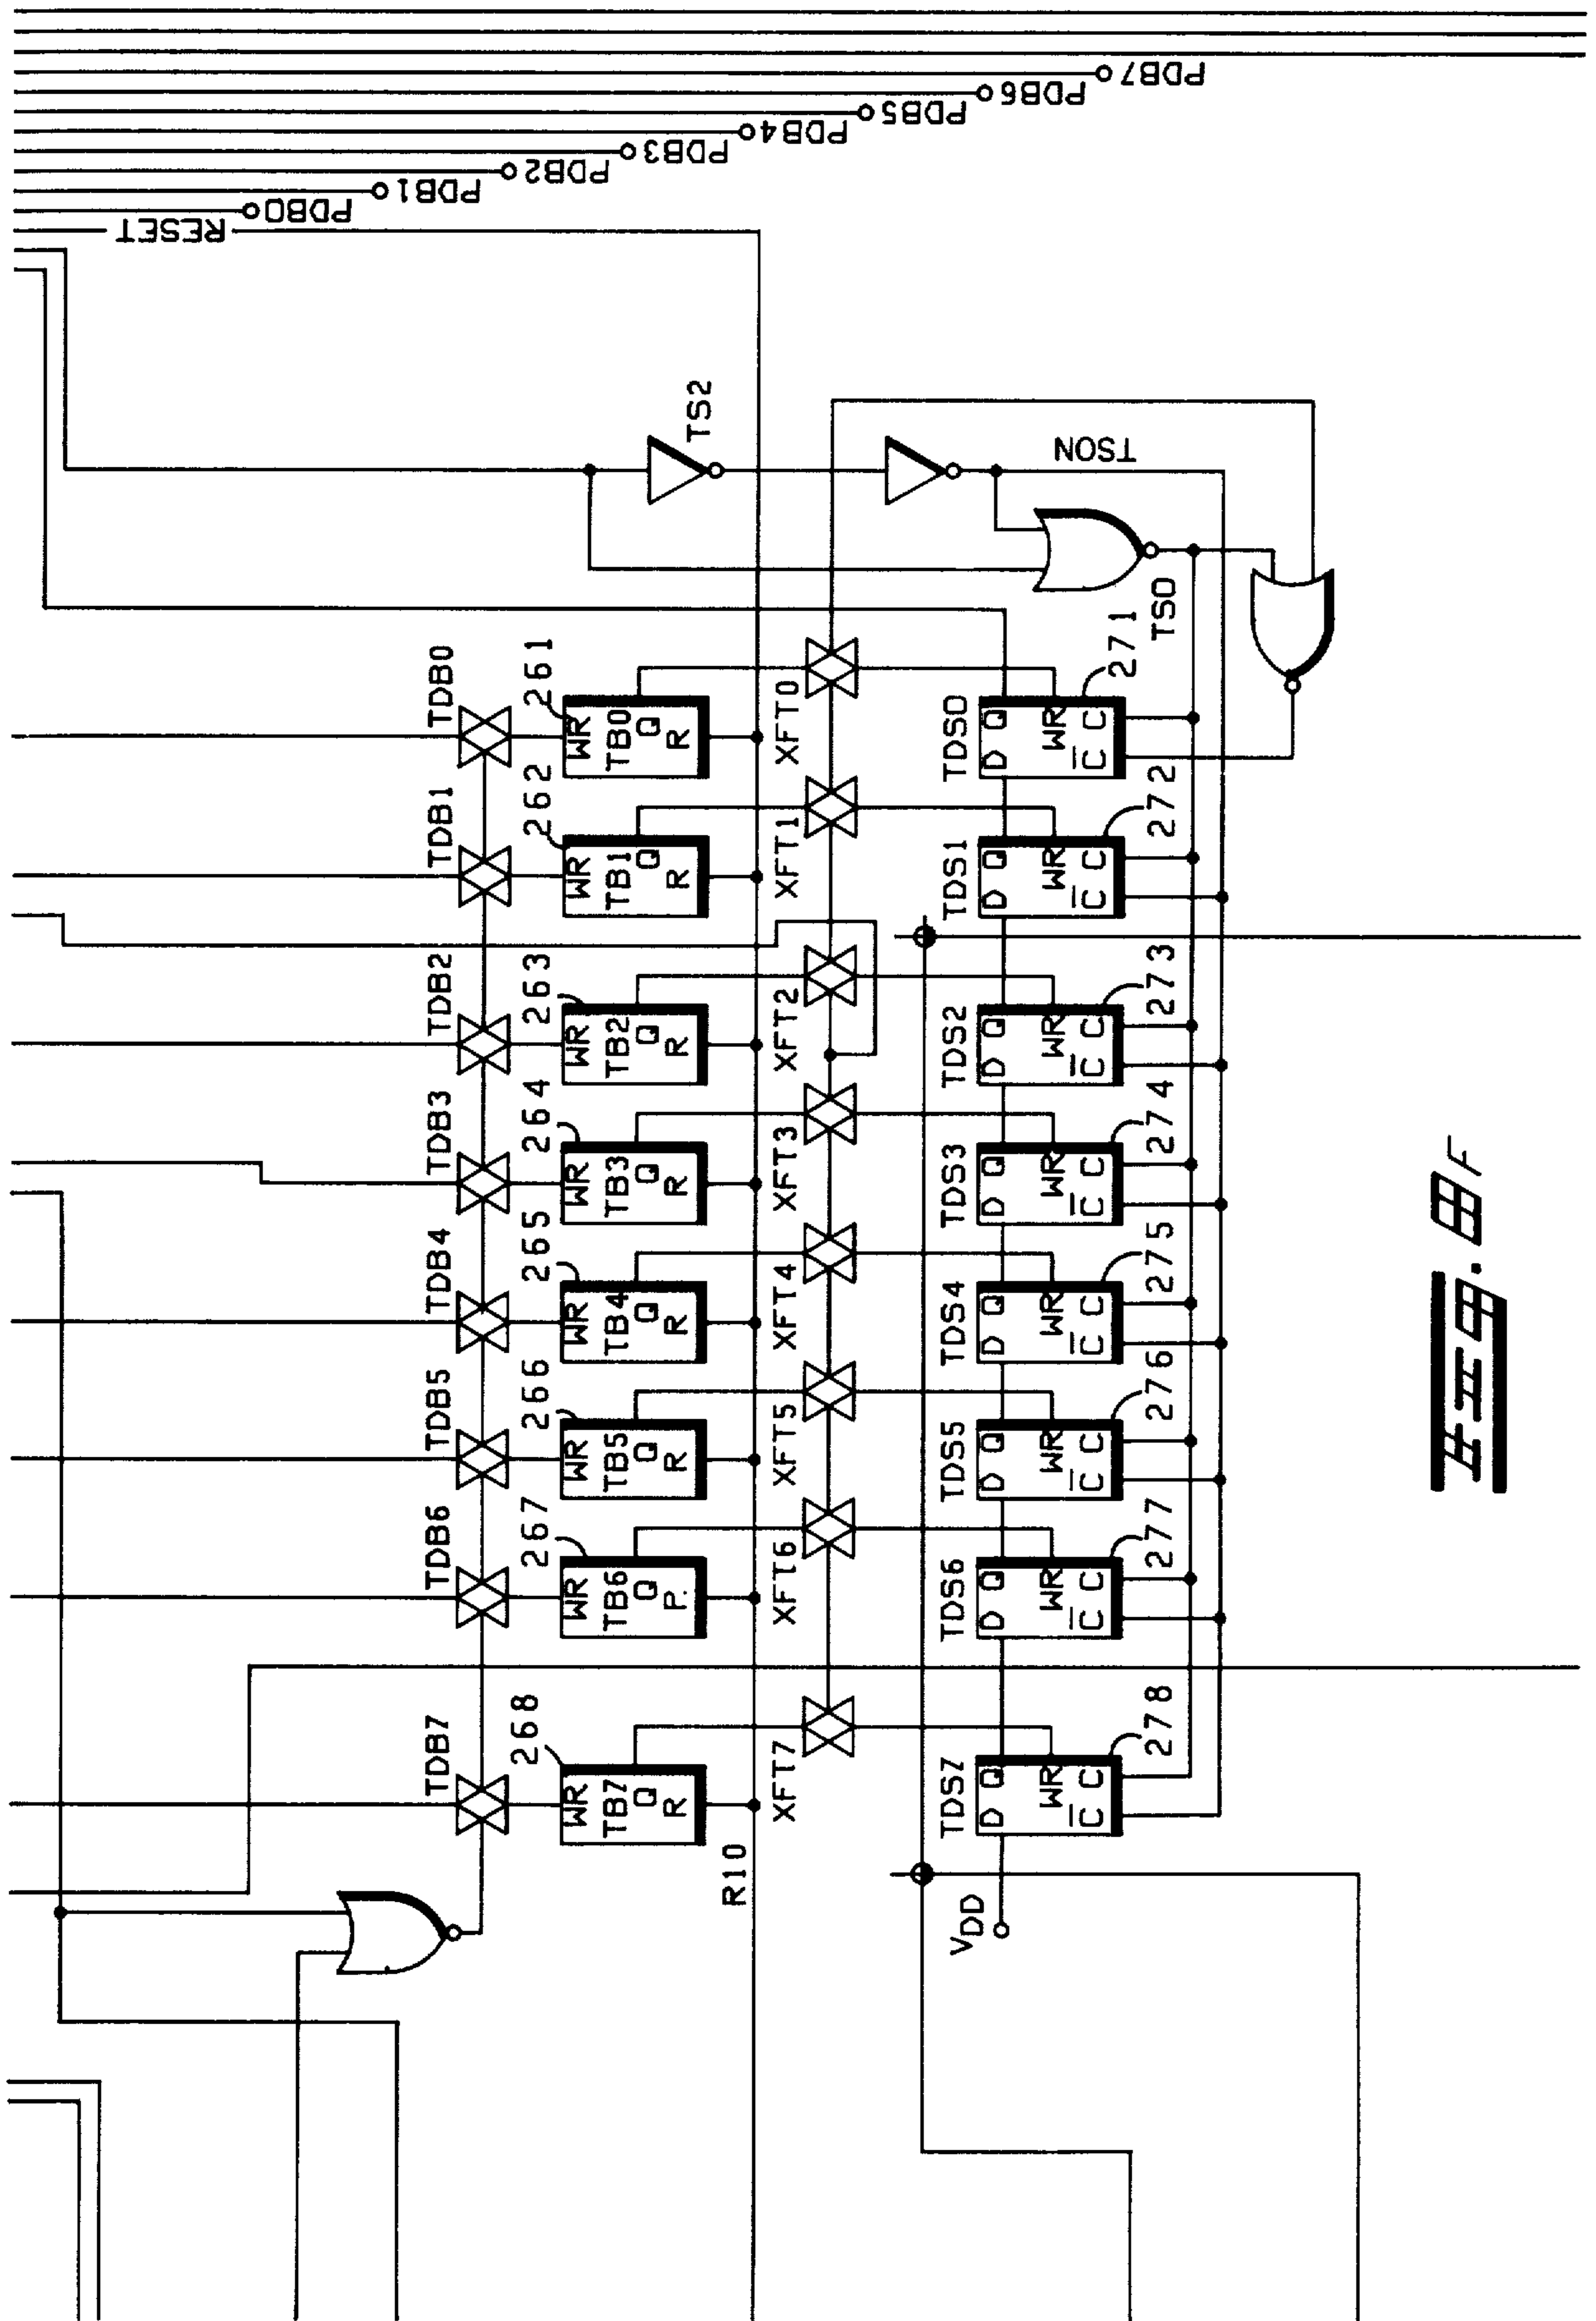 PDB7
PDB6
PDB5
PDB4
PDB3
PDB2
PDB1
PDB0
RESET
TS2
TSON
TSO
TDB0
261
WR
TB0
Q
R
XFT0
TDS0
D Q
WR
C C
271
TDB1
262
WR
TB1
Q
R
XFT1
TDS1
D Q
WR
C C
272
TDB2
263
WR
TB2
Q
R
XFT2
TDS2
D Q
WR
C C
273
TDB3
264
WR
TB3
Q
R
XFT3
TDS3
D Q
WR
C C
274
TDB4
265
WR
TB4
Q
R
XFT4
TDS4
D Q
WR
C C
275
TDB5
266
WR
TB5
Q
R
XFT5
TDS5
D Q
WR
C C
276
TDB6
267
WR
TB6
Q
P.
XFT6
TDS6
D Q
WR
C C
277
TDB7
268
WR
TB7
Q
R
XFT7
TDS7
D Q
WR
C C
278
R10
VDD
FIG. 8F